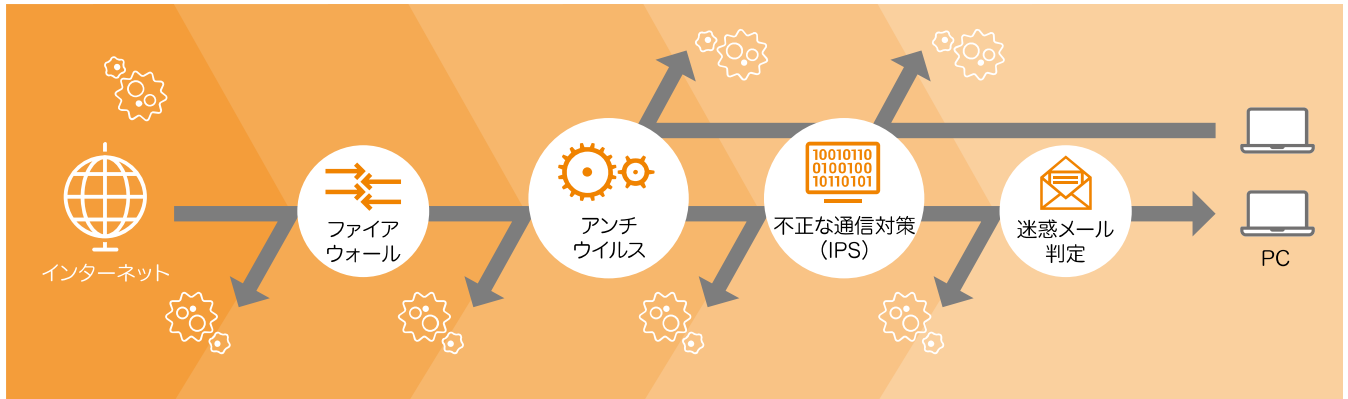 インターネット
ファイア
ウォール
アンチ
ウイルス
10010110
0100100
10110101
不正な通信対策
（IPS）
迷惑メール
判定
PC